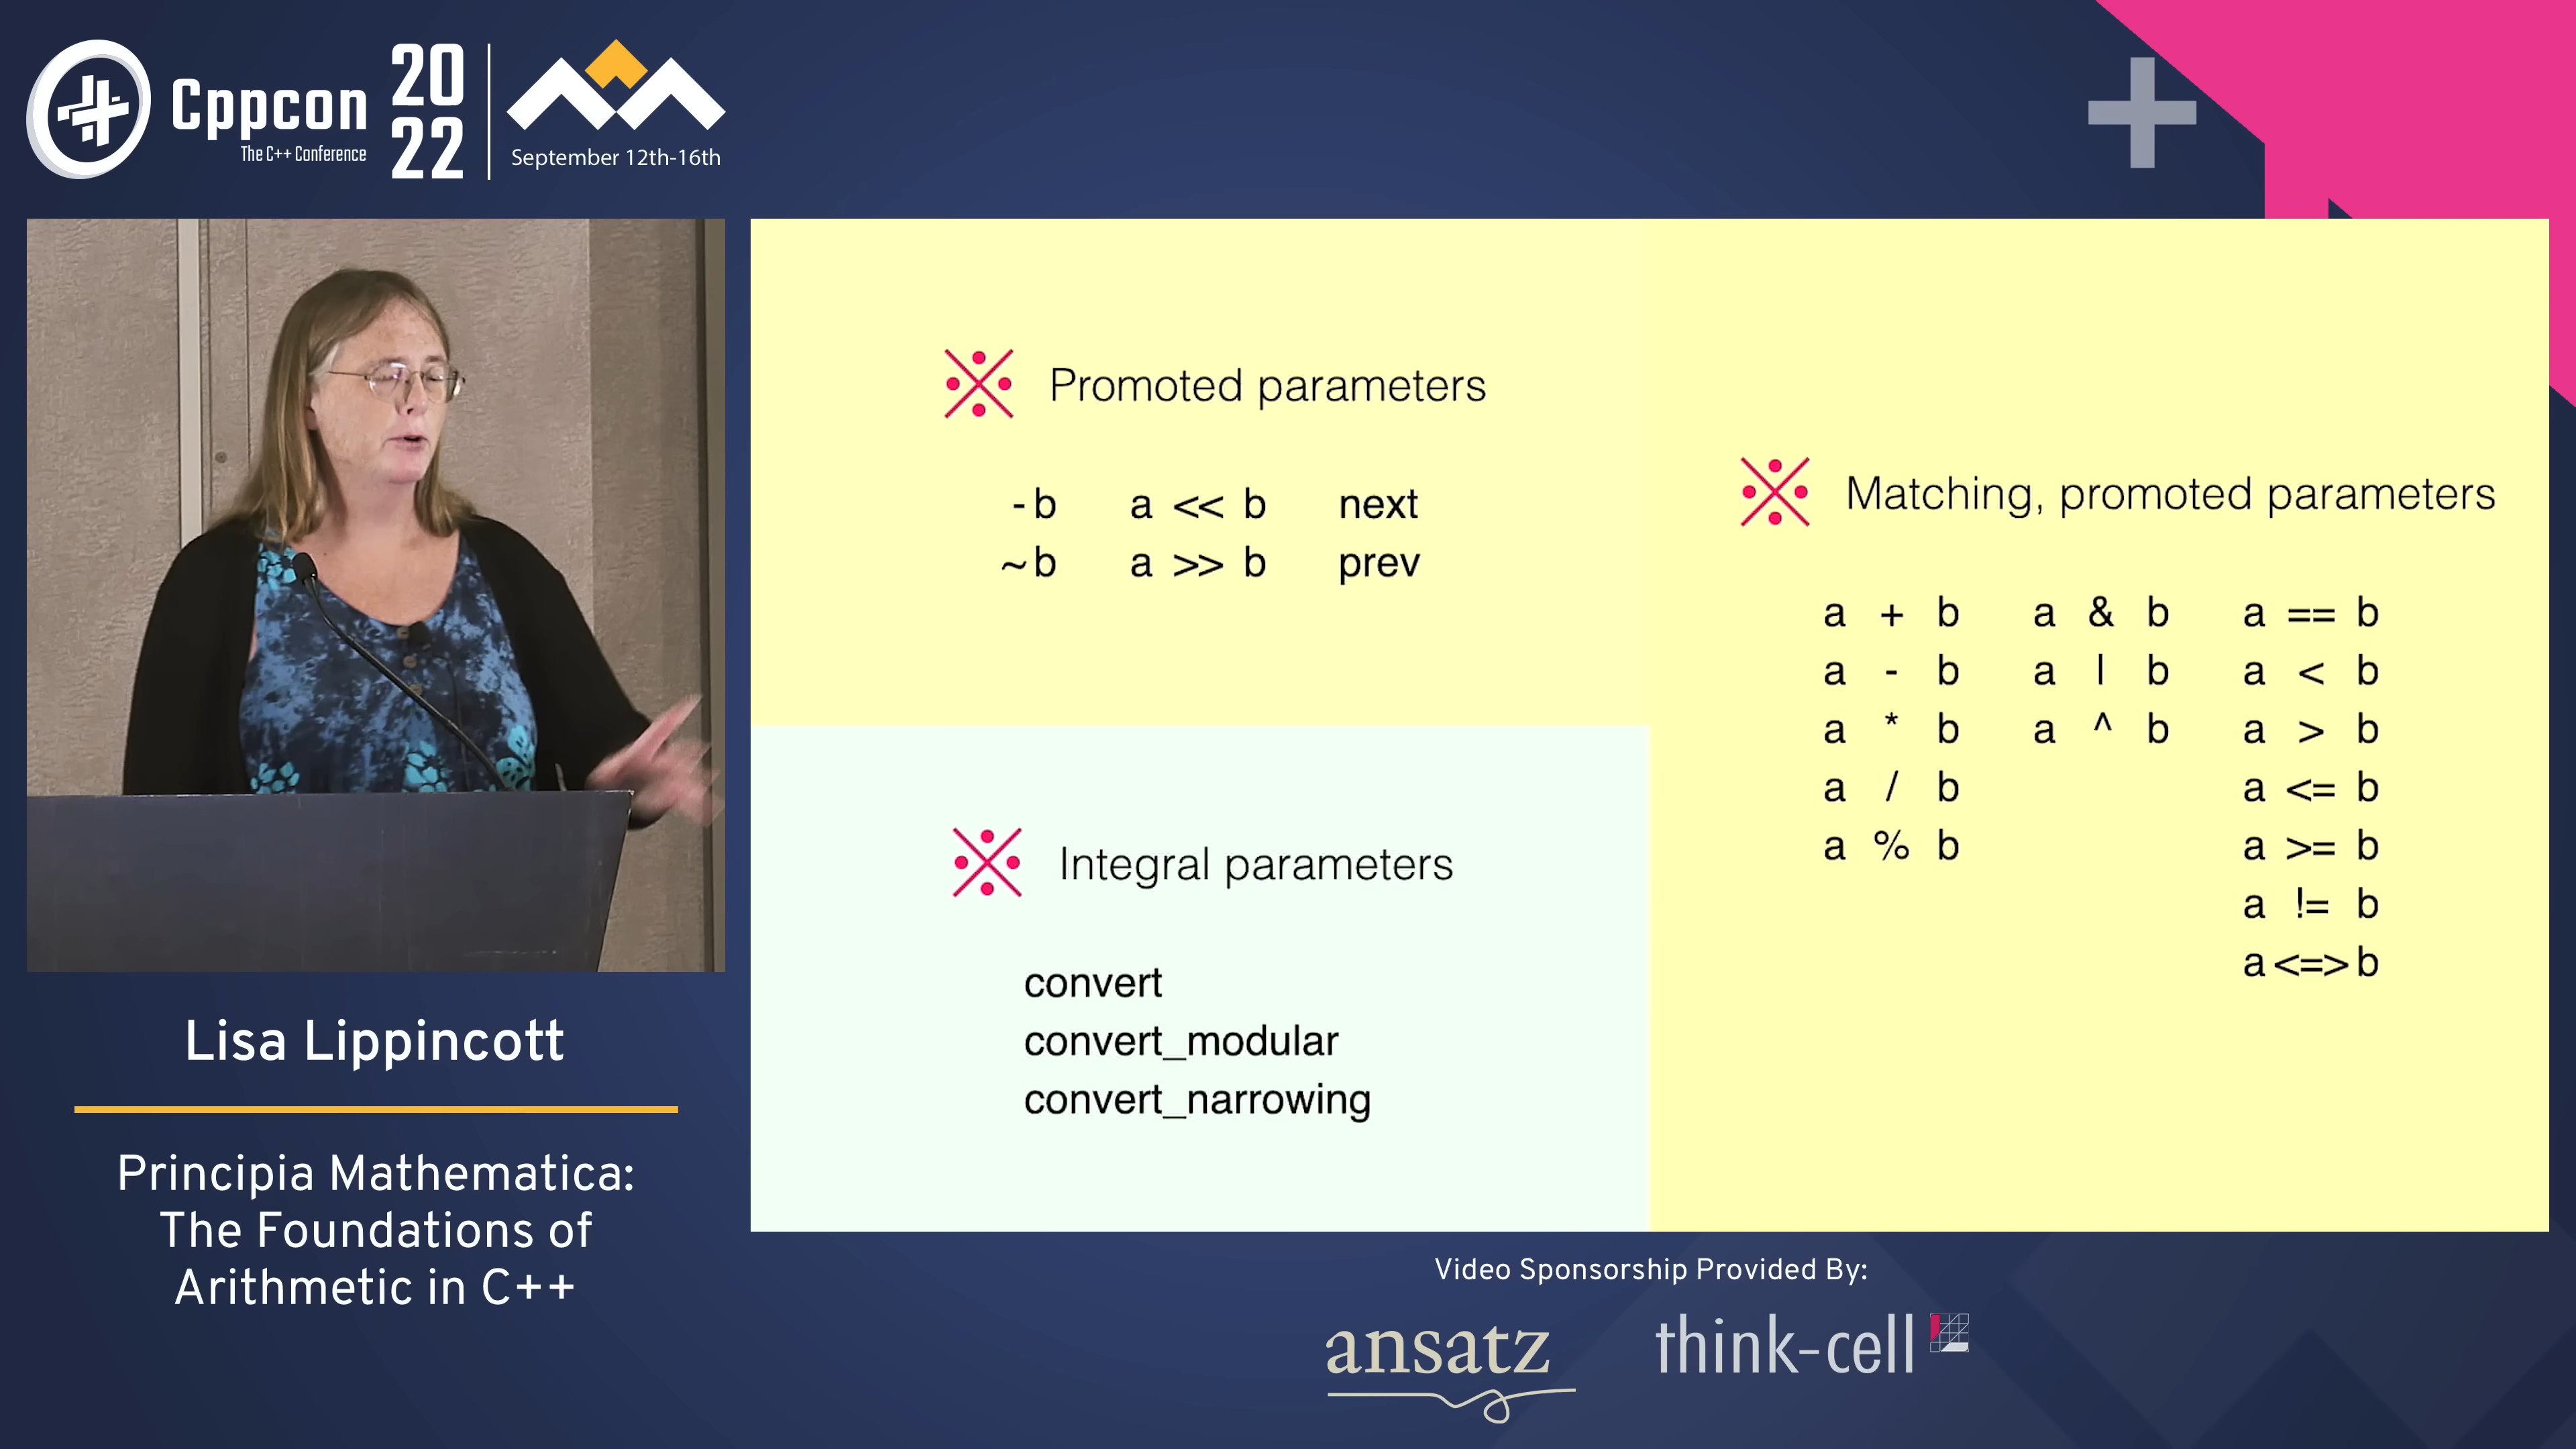 Cppcon
The C++ Conference
20
22
September 12th-16th
※ Promoted parameters
- b a << b next
~ b a >> b prev
※ Integral parameters
convert
convert_modular
convert_narrowing
※ Matching, promoted parameters
a + b a & b a == b
a - b a | b a < b
a * b a ^ b a > b
a / b a <= b
a % b a >= b
a != b
a <=> b
Lisa Lippincott
Principia Mathematica:
The Foundations of
Arithmetic in C++
Video Sponsorship Provided By:
ansatz
think-cell